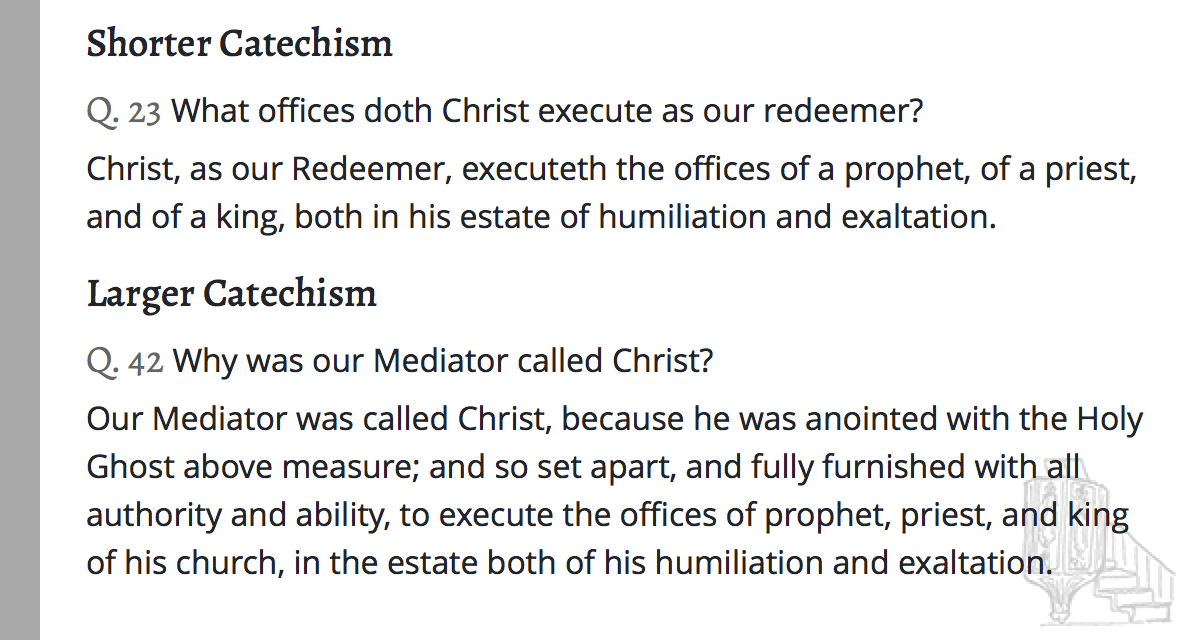 Shorter Catechism
Q. 23 What offices doth Christ execute as our redeemer?
Christ, as our Redeemer, executeth the offices of a prophet, of a priest,
and of a king, both in his estate of humiliation and exaltation.
Larger Catechism
Q. 42 Why was our Mediator called Christ?
Our Mediator was called Christ, because he was anointed with the Holy
Ghost above measure; and so set apart, and fully furnished with all
authority and ability, to execute the offices of prophet, priest, and king
of his church, in the estate both of his humiliation and exaltation.